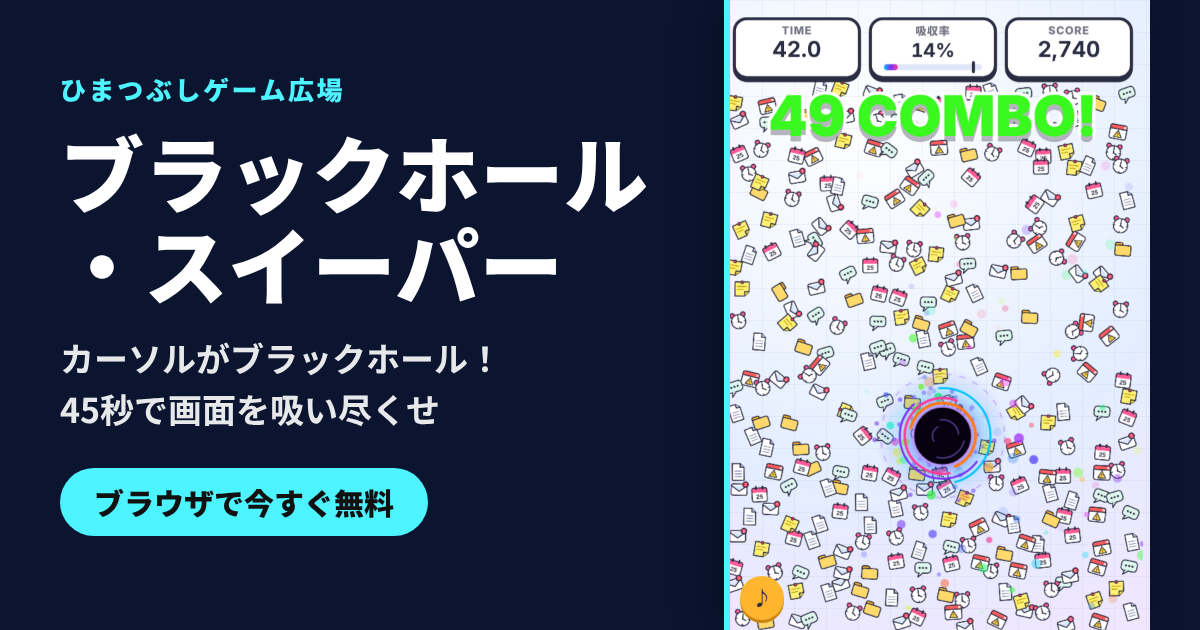 ひまつぶしゲーム広場
ブラックホール
・スイーパー
カーソルがブラックホール！
45秒で画面を吸い尽くせ
ブラウザで今すぐ無料
TIME
42.0
吸収率
14%
SCORE
2,740
49 COMBO!